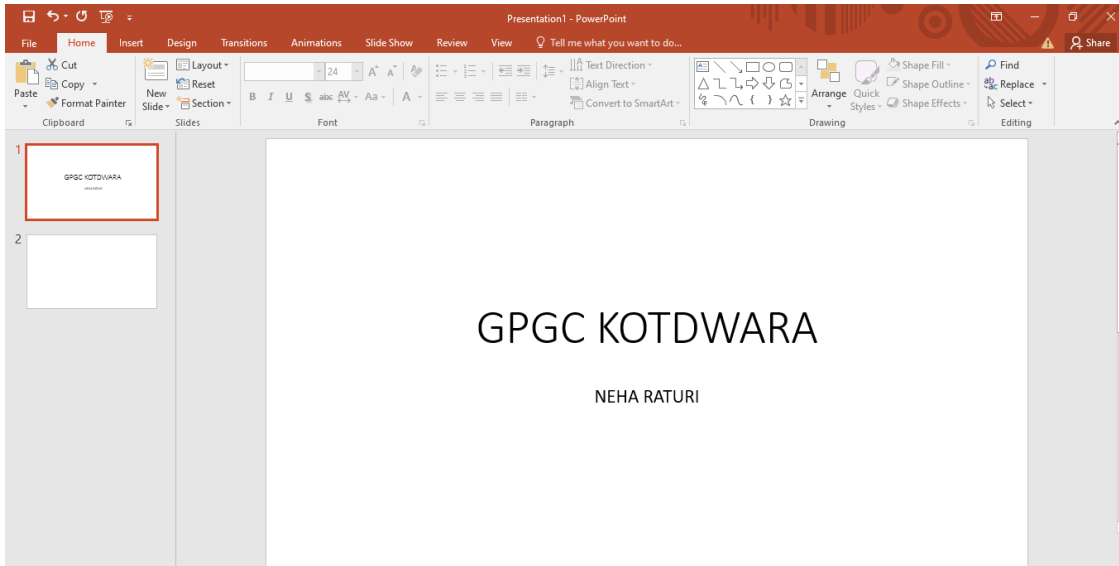 Presentation1 - PowerPoint
File Home Insert Design Transitions Animations Slide Show Review View Tell me what you want to do... Share
Paste
Cut
Copy
Format Painter
Clipboard
New Slide
Layout
Reset
Section
Slides
24 A A
B I U S abc AV Aa A
Font
Text Direction
Align Text
Convert to SmartArt
Paragraph
Arrange
Quick Styles
Shape Fill
Shape Outline
Shape Effects
Drawing
Find
Replace
Select
Editing
1
GPGC KOTDWARA
2
GPGC KOTDWARA
NEHA RATURI